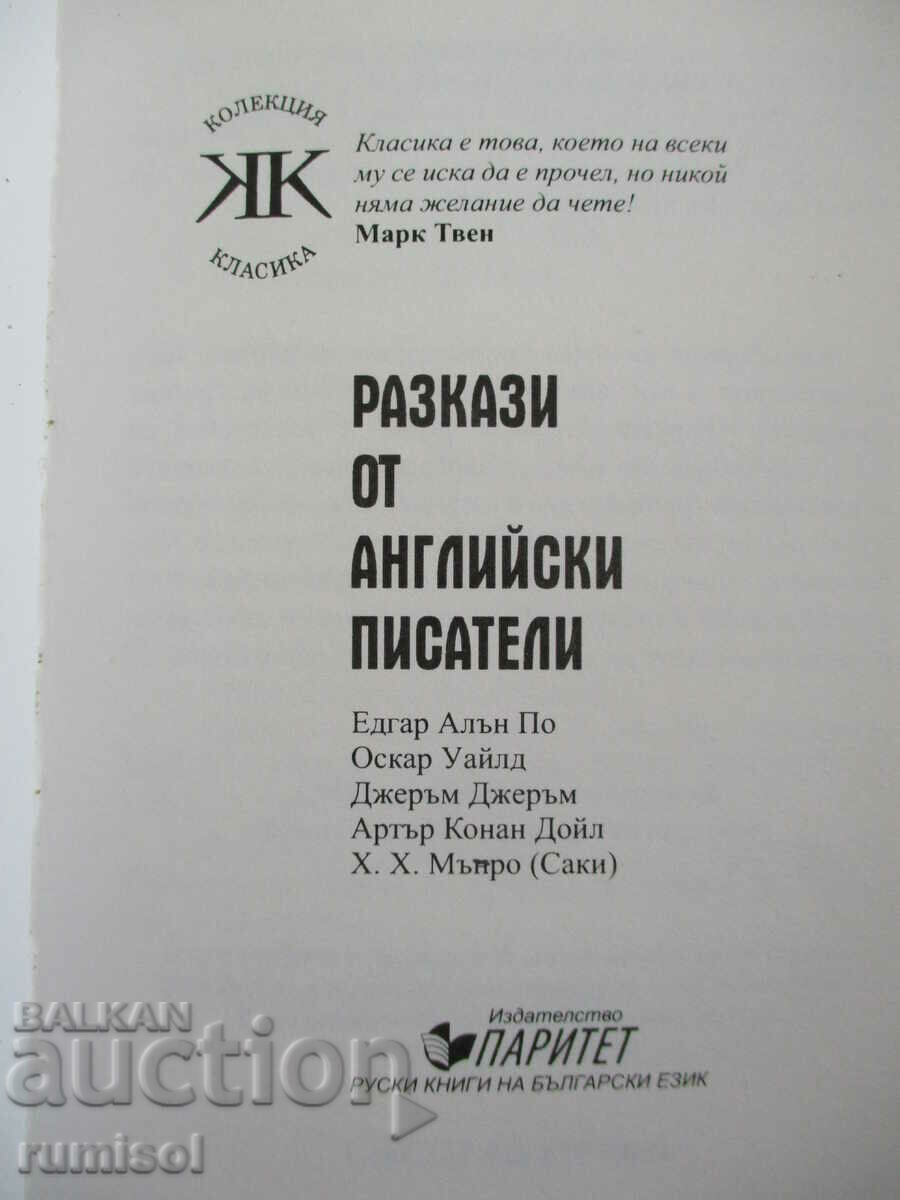 КОЛЕКЦИЯ
КК
КЛАСИКА
Класика е това, което на всеки
му се иска да е прочел, но никой
няма желание да чете!
Марк Твен
РАЗКАЗИ
ОТ
АНГЛИЙСКИ
ПИСАТЕЛИ
Едгар Алън По
Оскар Уайлд
Джеръм Джеръм
Артър Конан Дойл
Х. Х. Мънро (Саки)
Издателство
ПАРИТЕТ
РУСКИ КНИГИ НА БЪЛГАРСКИ ЕЗИК
BALKAN
auction
rumisol